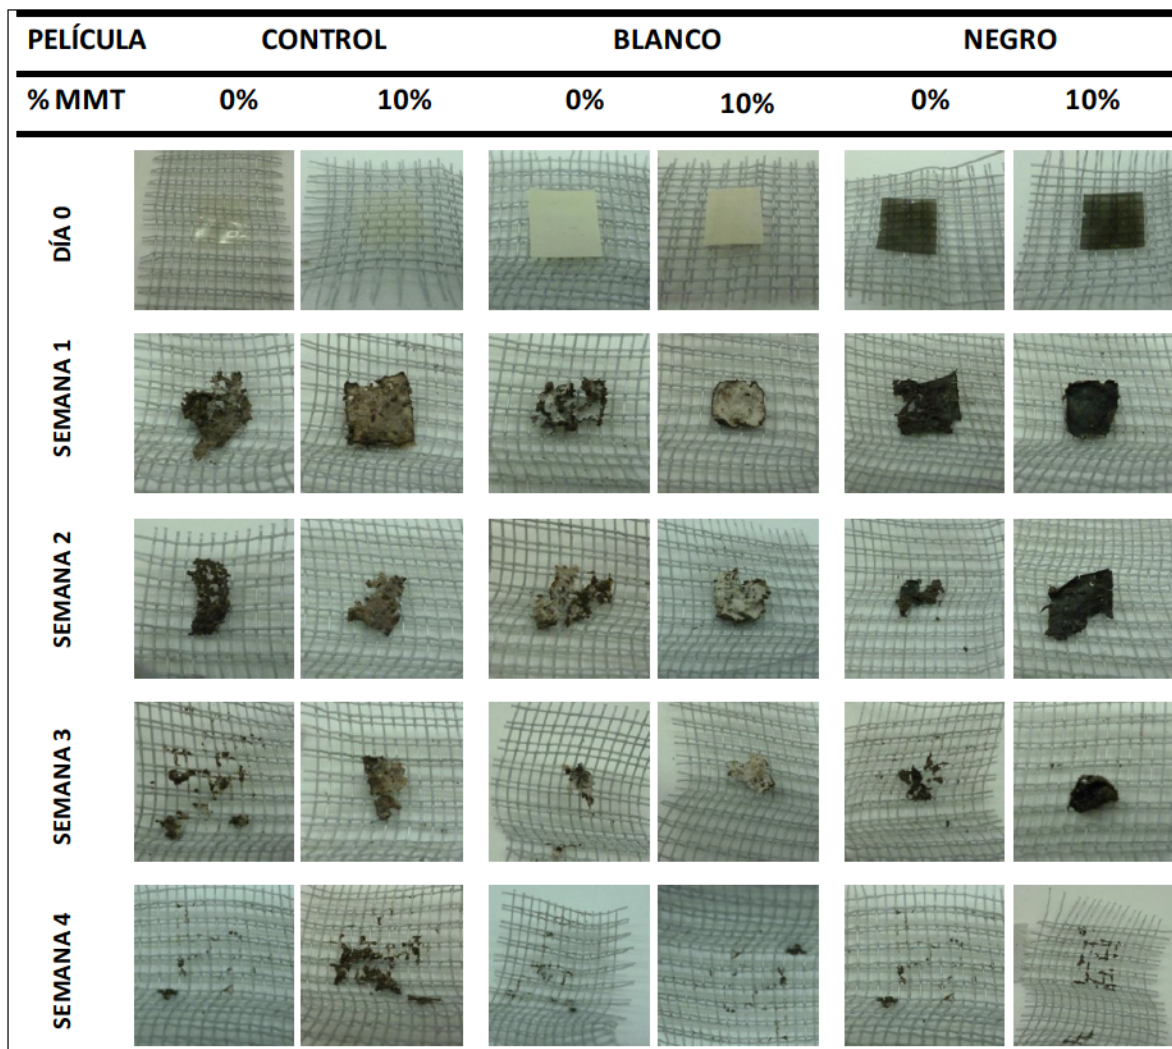 PELÍCULA CONTROL BLANCO NEGRO
% MMT 0% 10% 0% 10% 0% 10%
DÍA 0
SEMANA 1
SEMANA 2
SEMANA 3
SEMANA 4